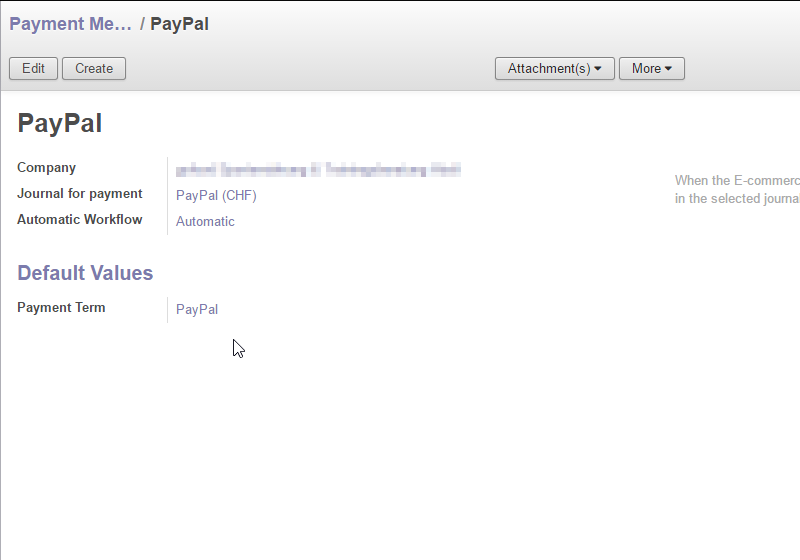 Payment Me... / PayPal
Edit Create Attachment(s) More
PayPal
Company
Journal for payment PayPal (CHF)
Automatic Workflow Automatic
When the E-commerc
in the selected journa
Default Values
Payment Term PayPal